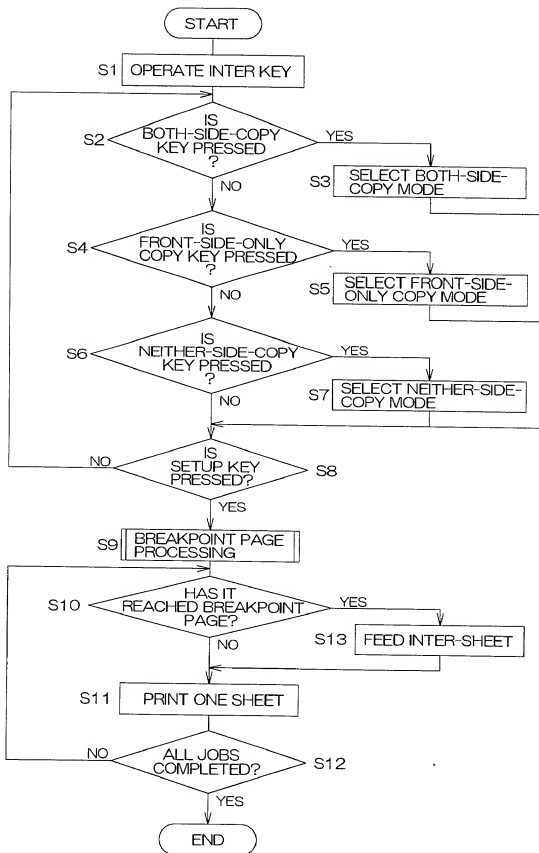 START
S1
OPERATE INTER KEY
IS
BOTH-SIDE-COPY
KEY PRESSED
?
S2
YES
NO
S3
SELECT BOTH-SIDE-
COPY MODE
IS
FRONT-SIDE-ONLY
COPY KEY PRESSED
?
S4
YES
NO
S5
SELECT FRONT-SIDE-
ONLY COPY MODE
IS
NEITHER-SIDE-COPY
KEY PRESSED
?
S6
YES
NO
S7
SELECT NEITHER-SIDE-
COPY MODE
IS
SETUP KEY
PRESSED?
S8
NO
YES
S9
BREAKPOINT PAGE
PROCESSING
HAS IT
REACHED BREAKPOINT
PAGE?
S10
YES
NO
S13
FEED INTER-SHEET
S11
PRINT ONE SHEET
ALL JOBS
COMPLETED?
S12
NO
YES
END